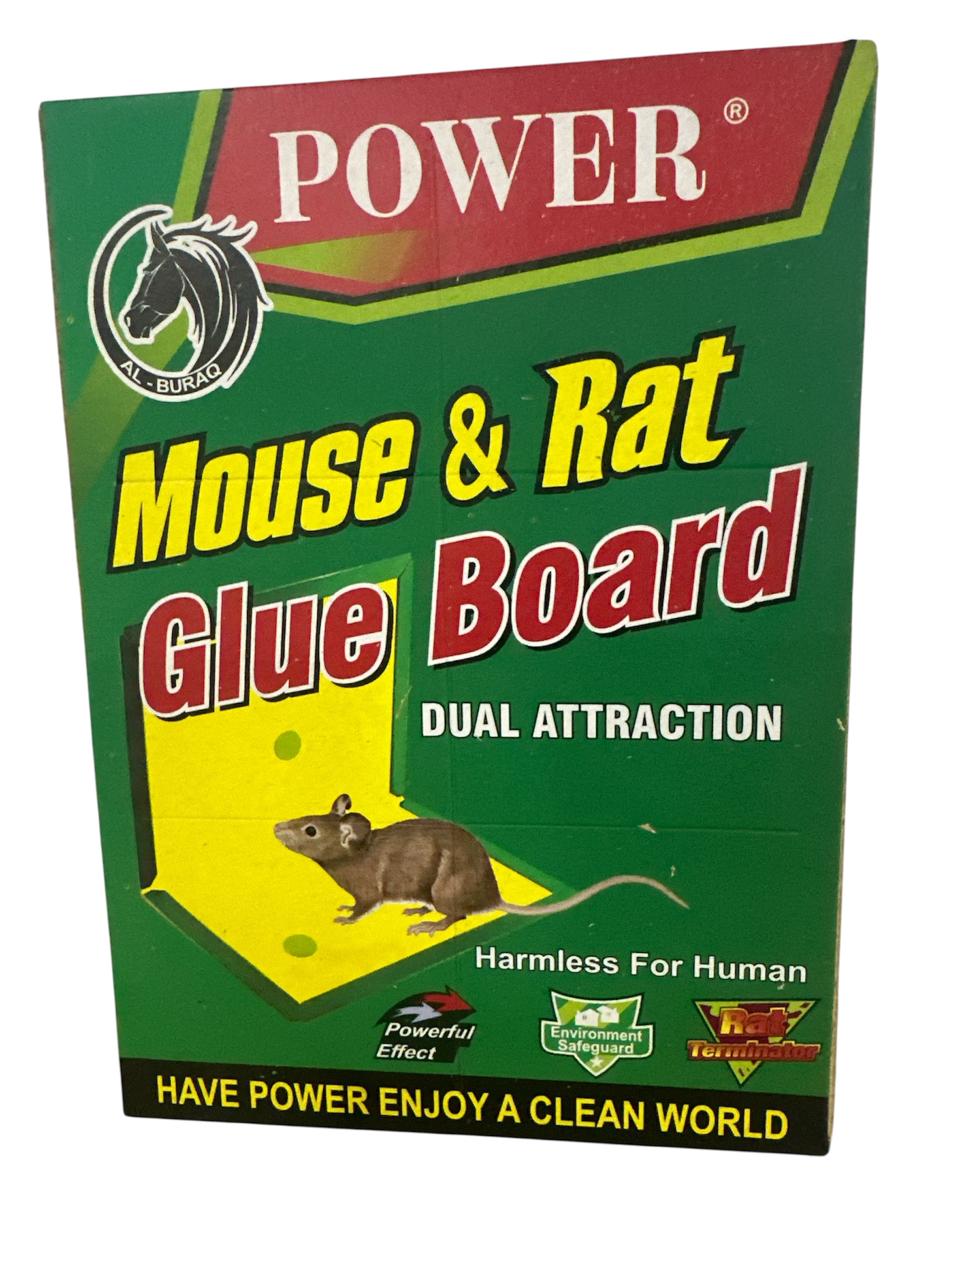 POWER ®
AL - BURAQ
Mouse & Rat
Glue Board
DUAL ATTRACTION
Harmless For Human
Powerful
Effect
Environment
Safeguard
Rat
Terminator
HAVE POWER ENJOY A CLEAN WORLD